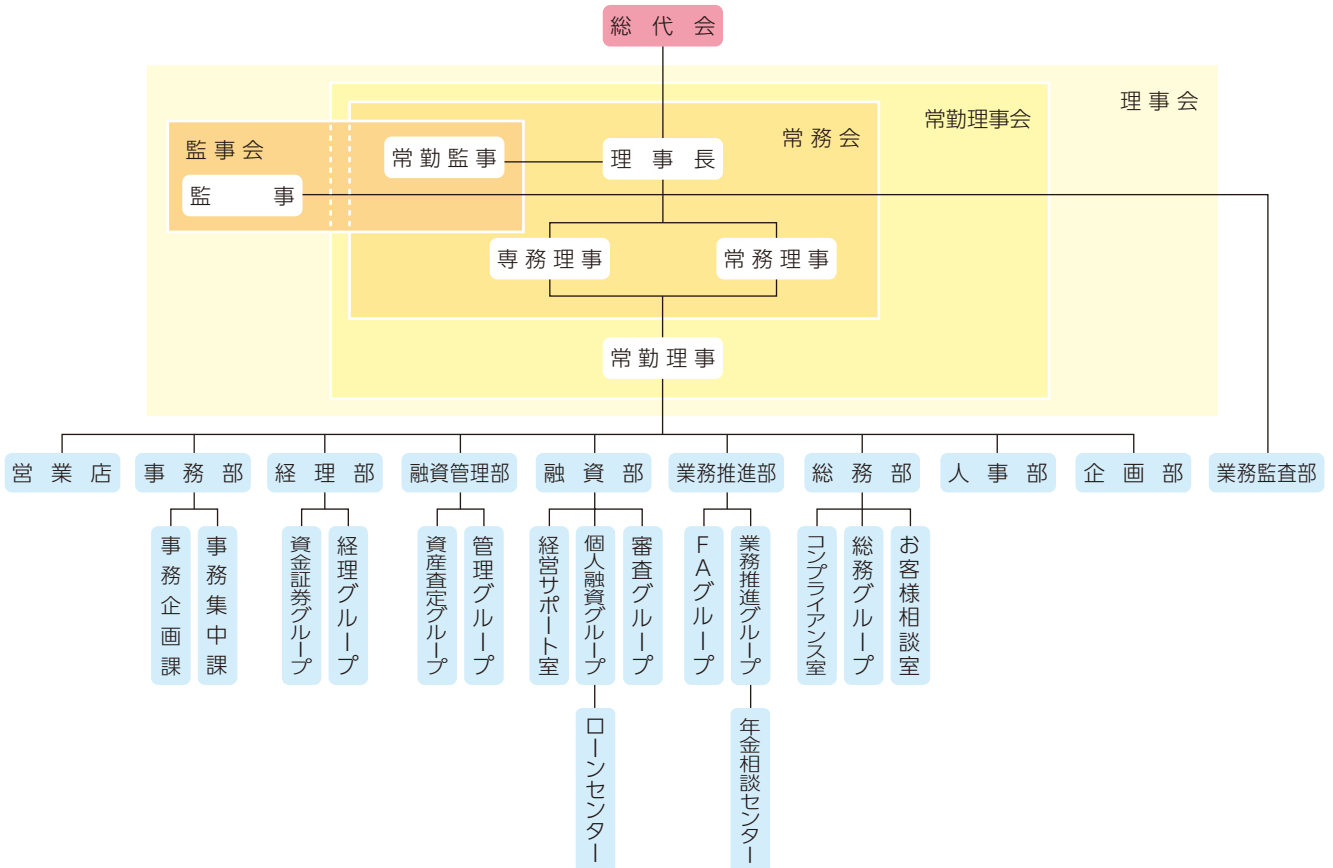 総代会
理事会
常勤理事会
常務会
監事会
常勤監事
理事長
監事
専務理事
常務理事
常勤理事
営業店
事務部
経理部
融資管理部
融資部
業務推進部
総務部
人事部
企画部
業務監査部
事務企画課
事務集中課
資金証券グループ
経理グループ
資産査定グループ
管理グループ
経営サポート室
個人融資グループ
審査グループ
FAグループ
業務推進グループ
コンプライアンス室
総務グループ
お客様相談室
ローンセンター
年金相談センター